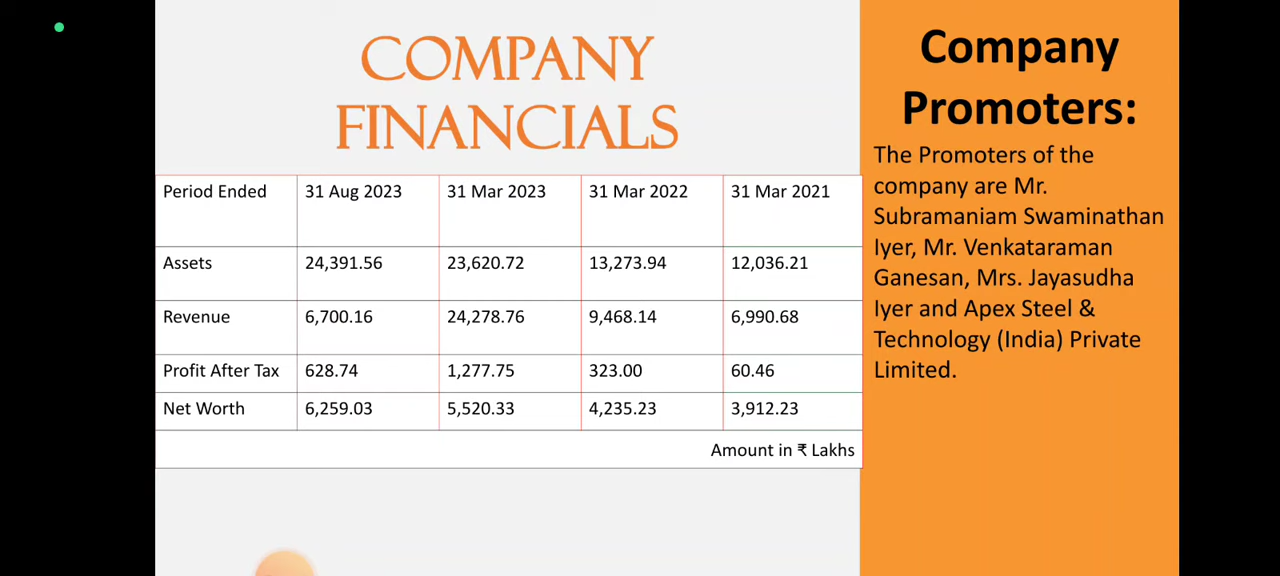 COMPANY
FINANCIALS
Period Ended 31 Aug 2023 31 Mar 2023 31 Mar 2022 31 Mar 2021
Assets 24,391.56 23,620.72 13,273.94 12,036.21
Revenue 6,700.16 24,278.76 9,468.14 6,990.68
Profit After Tax 628.74 1,277.75 323.00 60.46
Net Worth 6,259.03 5,520.33 4,235.23 3,912.23
Amount in ₹ Lakhs
Company
Promoters:
The Promoters of the
company are Mr.
Subramaniam Swaminathan
Iyer, Mr. Venkataraman
Ganesan, Mrs. Jayasudha
Iyer and Apex Steel &
Technology (India) Private
Limited.